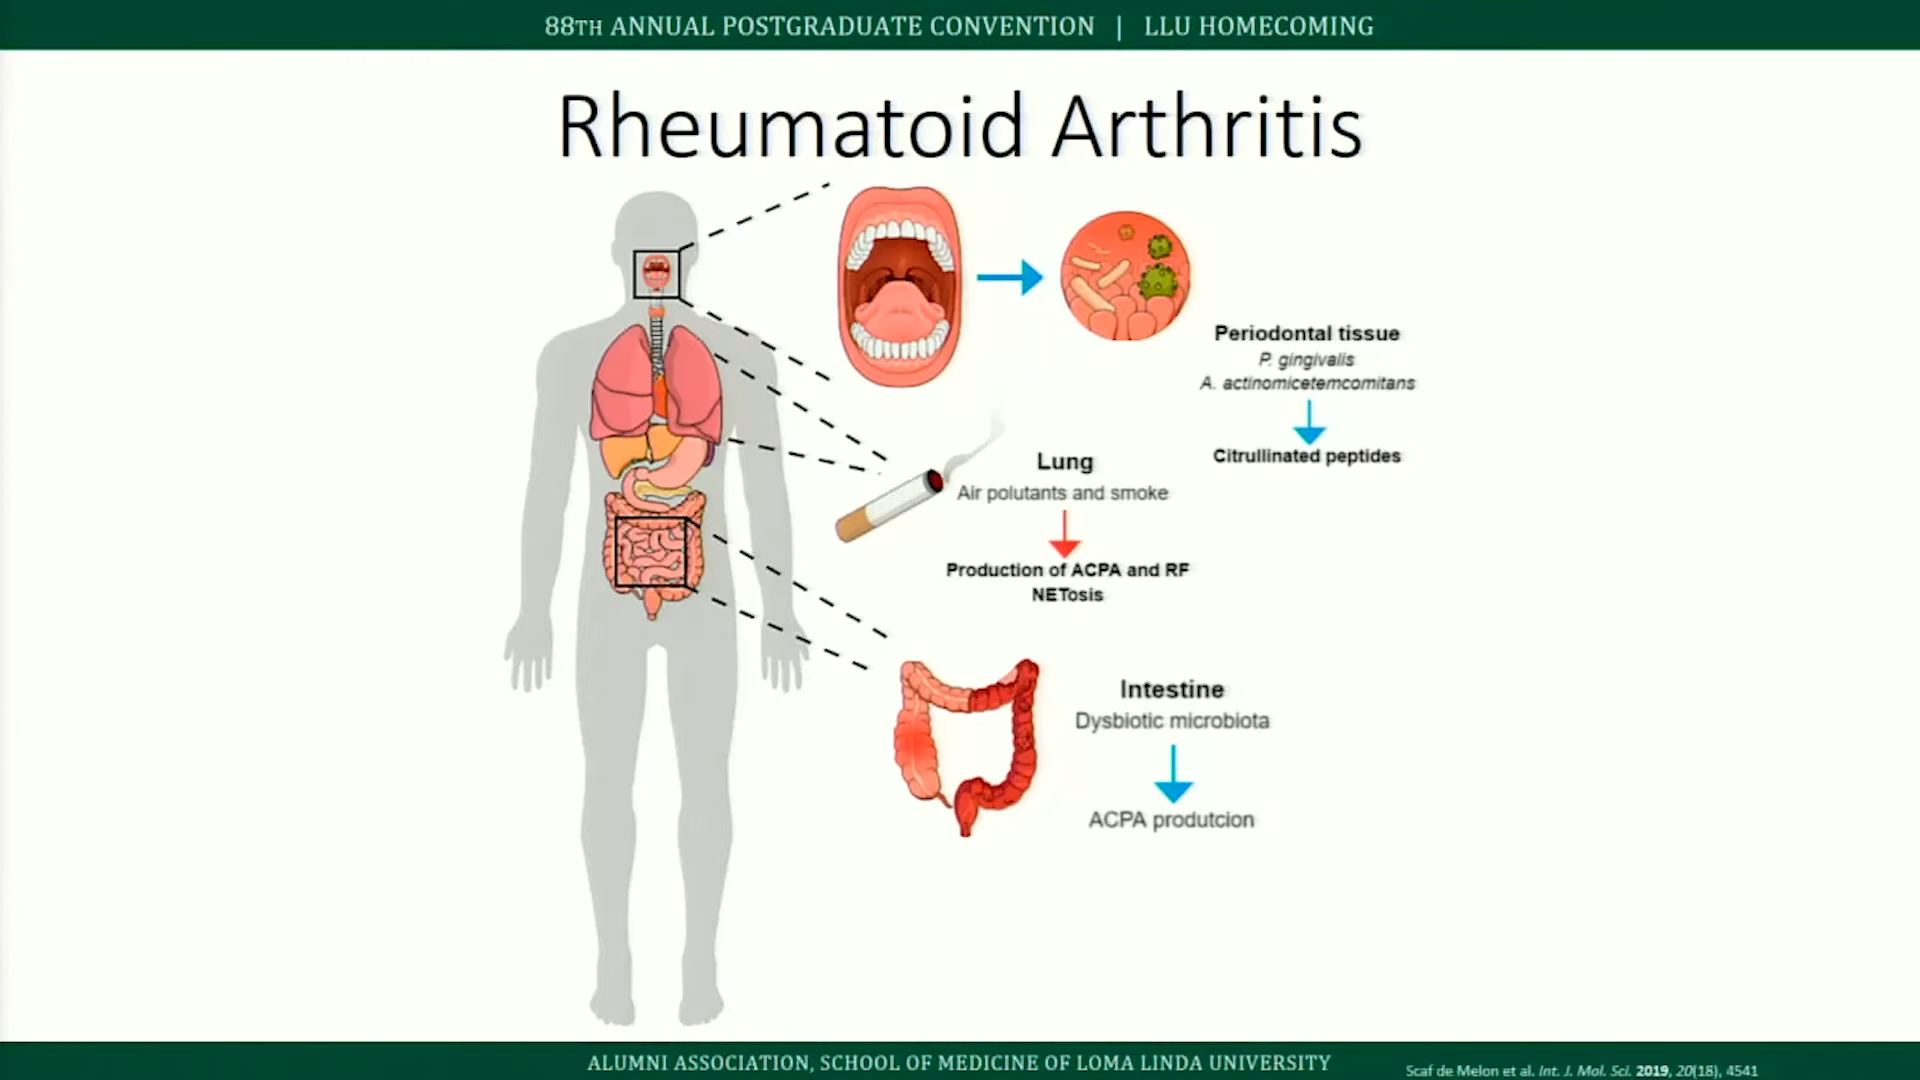 88TH ANNUAL POSTGRADUATE CONVENTION | LLU HOMECOMING
Rheumatoid Arthritis
Periodontal tissue
P. gingivalis
A. actinomicetemcomitans
Citrullinated peptides
Lung
Air polutants and smoke
Production of ACPA and RF
NETosis
Intestine
Dysbiotic microbiota
ACPA produtcion
ALUMNI ASSOCIATION, SCHOOL OF MEDICINE OF LOMA LINDA UNIVERSITY
Scaf de Melon et al. Int. J. Mol. Sci. 2019, 20(18), 4541